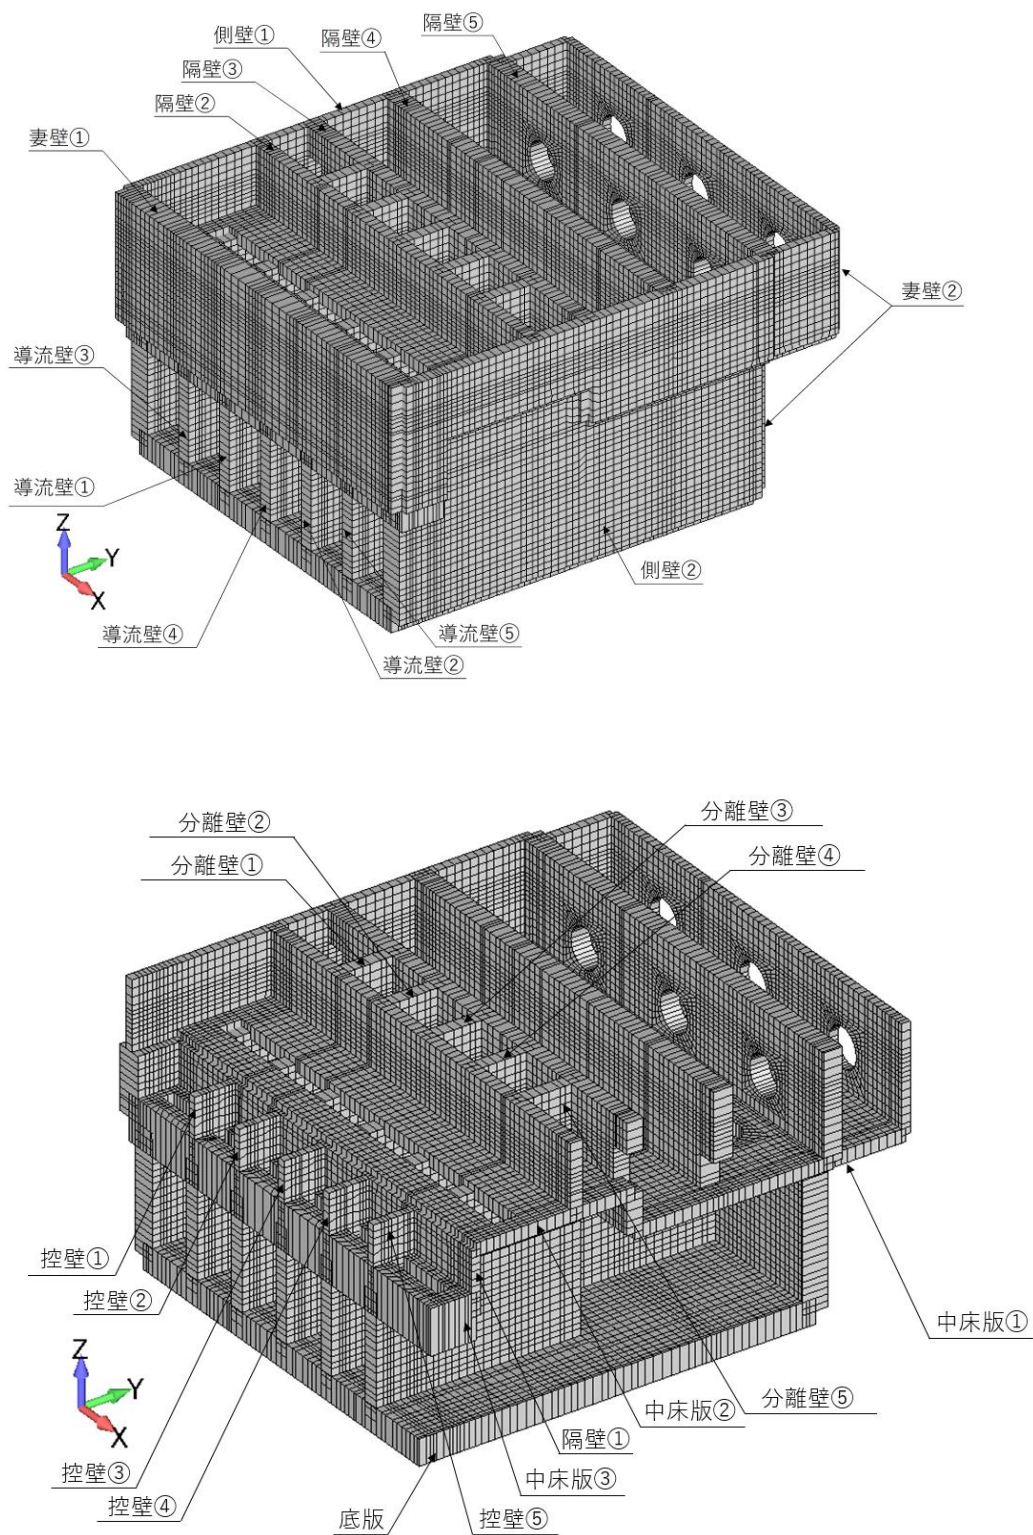 側壁①
隔壁④
隔壁⑤
隔壁③
隔壁②
妻壁①
妻壁②
導流壁③
導流壁①
Z
Y
X
側壁②
導流壁④
導流壁⑤
導流壁②
分離壁②
分離壁③
分離壁①
分離壁④
控壁①
控壁②
中床版①
Z
Y
X
分離壁⑤
中床版②
隔壁①
控壁③
中床版③
控壁④
底版
控壁⑤